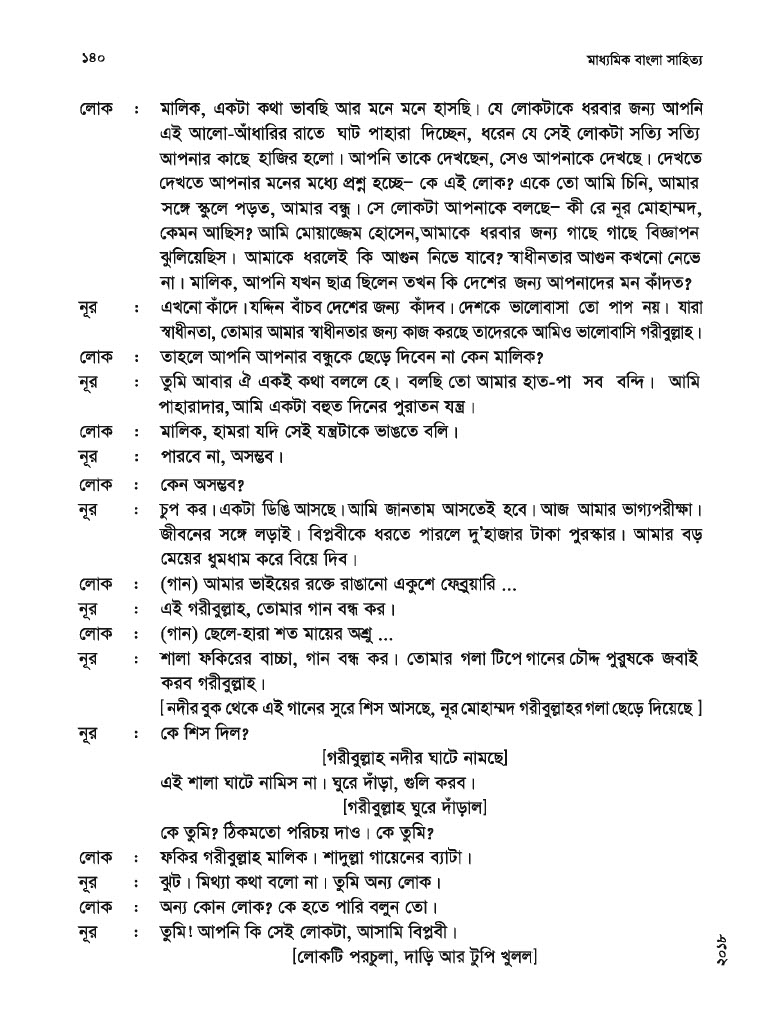 ১৪০ মাধ্যমিক বাংলা সাহিত্য
লোক : মালিক, একটা কথা ভাবছি আর মনে মনে হাসছি। যে লোকটাকে ধরবার জন্য আপনি
এই আলো-আঁধারির রাতে ঘাট পাহারা দিচ্ছেন, ধরেন যে সেই লোকটা সত্যি সত্যি
আপনার কাছে হাজির হলো। আপনি তাকে দেখছেন, সেও আপনাকে দেখছে। দেখতে
দেখতে আপনার মনের মধ্যে প্রশ্ন হচ্ছে– কে এই লোক? একে তো আমি চিনি, আমার
সঙ্গে স্কুলে পড়ত, আমার বন্ধু। সে লোকটা আপনাকে বলছে– কী রে নূর মোহাম্মদ,
কেমন আছিস? আমি মোয়াজ্জেম হোসেন,আমাকে ধরবার জন্য গাছে গাছে বিজ্ঞাপন
ঝুলিয়েছিস। আমাকে ধরলেই কি আগুন নিভে যাবে? স্বাধীনতার আগুন কখনো নেভে
না। মালিক, আপনি যখন ছাত্র ছিলেন তখন কি দেশের জন্য আপনাদের মন কাঁদত?
নূর : এখনো কাঁদে। যদ্দিন বাঁচব দেশের জন্য কাঁদব। দেশকে ভালোবাসা তো পাপ নয়। যারা
স্বাধীনতা, তোমার আমার স্বাধীনতার জন্য কাজ করছে তাদেরকে আমিও ভালোবাসি গরীবুল্লাহ।
লোক : তাহলে আপনি আপনার বন্ধুকে ছেড়ে দিবেন না কেন মালিক?
নূর : তুমি আবার ঐ একই কথা বললে হে। বলছি তো আমার হাত-পা সব বন্দি। আমি
পাহারাদার, আমি একটা বহুত দিনের পুরাতন যন্ত্র।
লোক : মালিক, হামরা যদি সেই যন্ত্রটাকে ভাঙতে বলি।
নূর : পারবে না, অসম্ভব।
লোক : কেন অসম্ভব?
নূর : চুপ কর। একটা ডিঙি আসছে। আমি জানতাম আসতেই হবে। আজ আমার ভাগ্যপরীক্ষা।
জীবনের সঙ্গে লড়াই। বিপ্লবীকে ধরতে পারলে দু’হাজার টাকা পুরস্কার। আমার বড়
মেয়ের ধুমধাম করে বিয়ে দিব।
লোক : (গান) আমার ভাইয়ের রক্তে রাঙানো একুশে ফেব্রুয়ারি ...
নূর : এই গরীবুল্লাহ, তোমার গান বন্ধ কর।
লোক : (গান) ছেলে-হারা শত মায়ের অশ্রু ...
নূর : শালা ফকিরের বাচ্চা, গান বন্ধ কর। তোমার গলা টিপে গানের চৌদ্দ পুরুষকে জবাই
করব গরীবুল্লাহ।
[নদীর বুক থেকে এই গানের সুরে শিস আসছে, নূর মোহাম্মদ গরীবুল্লাহর গলা ছেড়ে দিয়েছে]
নূর : কে শিস দিল?
[গরীবুল্লাহ নদীর ঘাটে নামছে]
এই শালা ঘাটে নামিস না। ঘুরে দাঁড়া, গুলি করব।
[গরীবুল্লাহ ঘুরে দাঁড়াল]
কে তুমি? ঠিকমতো পরিচয় দাও। কে তুমি?
লোক : ফকির গরীবুল্লাহ মালিক। শাদুল্লা গায়েনের ব্যাটা।
নূর : ঝুট। মিথ্যা কথা বলো না। তুমি অন্য লোক।
লোক : অন্য কোন লোক? কে হতে পারি বলুন তো।
নূর : তুমি! আপনি কি সেই লোকটা, আসামি বিপ্লবী।
[লোকটি পরচুলা, দাড়ি আর টুপি খুলল]
২০১৮